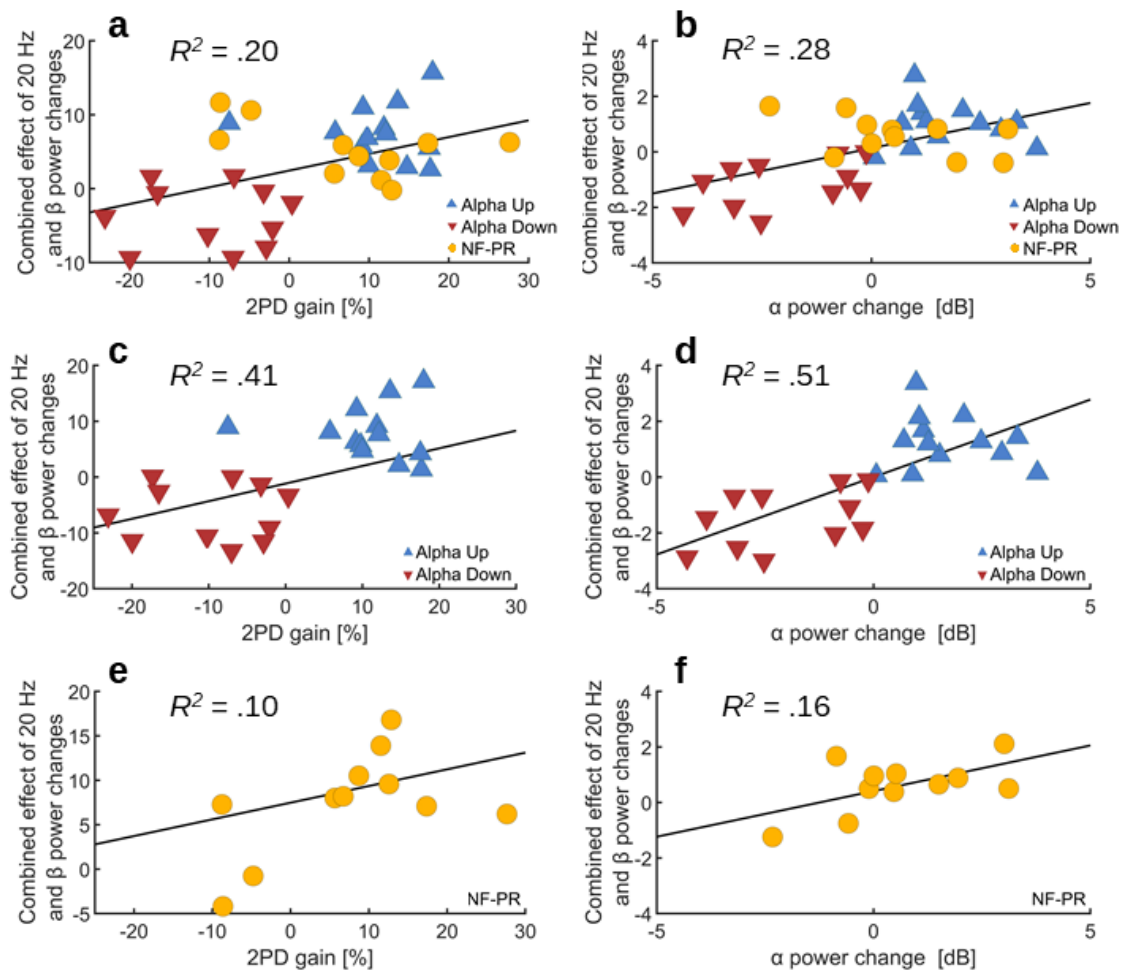 a
R² = .20
Combined effect of 20 Hz
and β power changes
20
10
0
-10
-20
-10
0
10
20
30
2PD gain [%]
Alpha Up
Alpha Down
NF-PR
b
R² = .28
Combined effect of 20 Hz
and β power changes
4
2
0
-2
-4
-5
0
5
α power change [dB]
Alpha Up
Alpha Down
NF-PR
c
R² = .41
Combined effect of 20 Hz
and β power changes
20
10
0
-10
-20
-20
-10
0
10
20
30
2PD gain [%]
Alpha Up
Alpha Down
d
R² = .51
Combined effect of 20 Hz
and β power changes
4
2
0
-2
-4
-5
0
5
α power change [dB]
Alpha Up
Alpha Down
e
R² = .10
Combined effect of 20 Hz
and β power changes
20
15
10
5
0
-5
-20
-10
0
10
20
30
2PD gain [%]
NF-PR
f
R² = .16
Combined effect of 20 Hz
and β power changes
4
2
0
-2
-4
-5
0
5
α power change [dB]
NF-PR